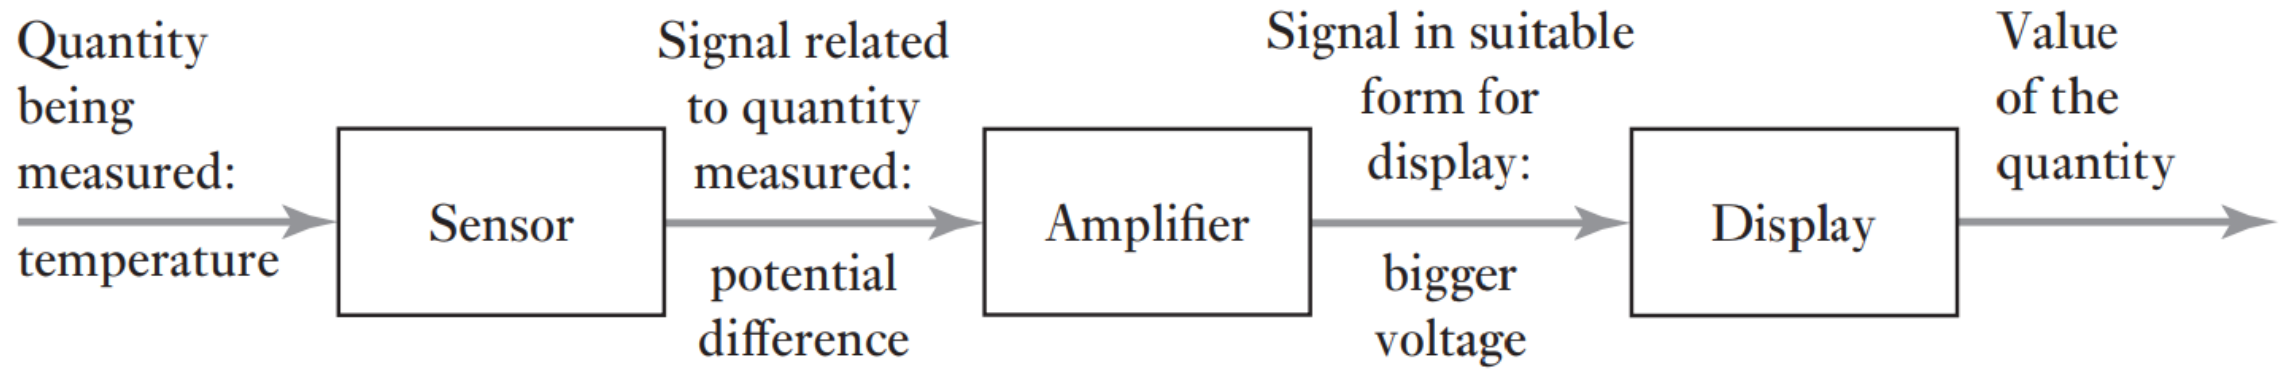 Quantity
being
measured:
temperature
Sensor
Signal related
to quantity
measured:
potential
difference
Amplifier
Signal in suitable
form for
display:
bigger
voltage
Display
Value
of the
quantity